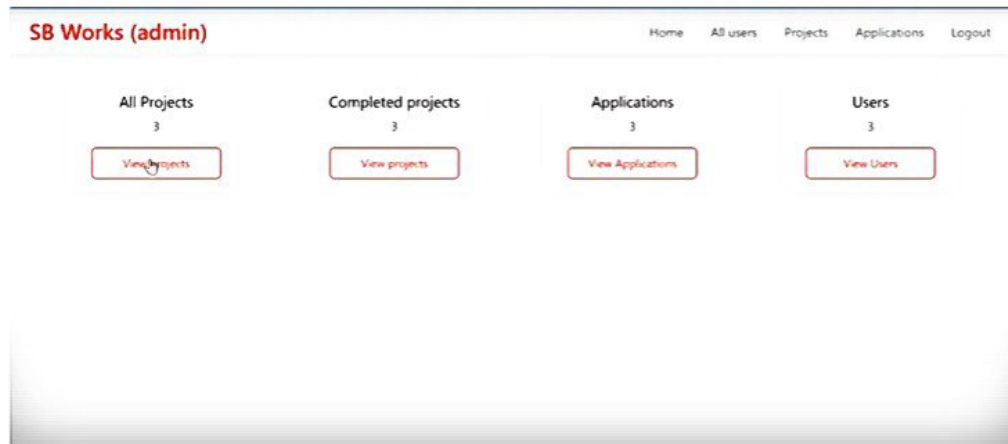 SB Works (admin)
Home All users Projects Applications Logout
All Projects
3
View projects
Completed projects
3
View projects
Applications
3
View Applications
Users
3
View Users